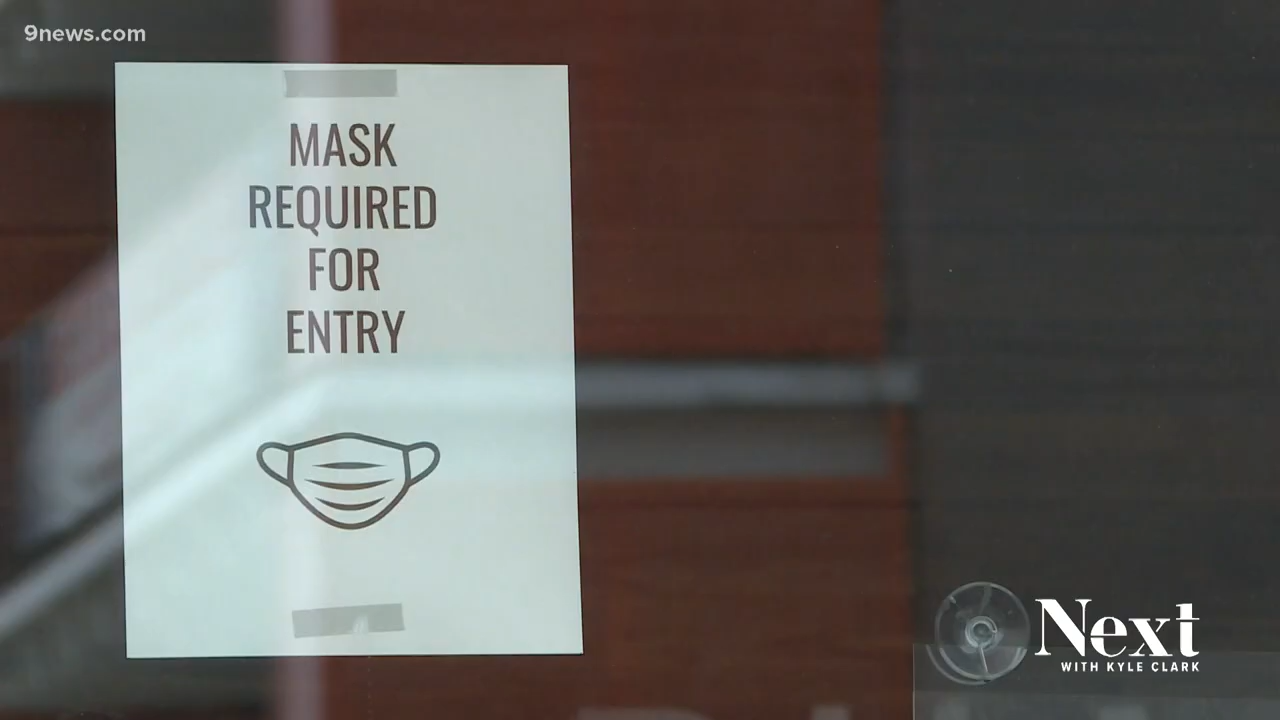 9news.com
MASK
REQUIRED
FOR
ENTRY
Next
WITH KYLE CLARK